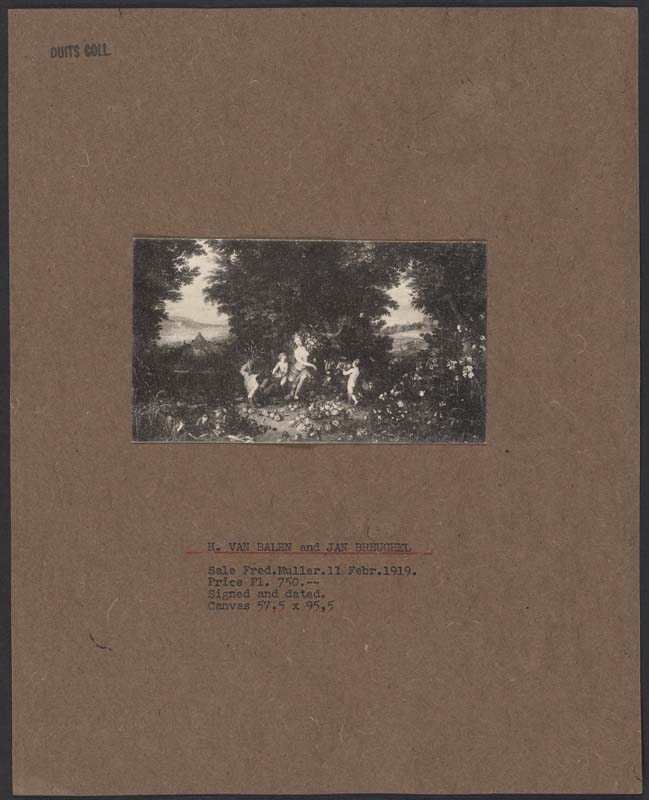 DUITS COLL.
H. VAN BALEN and JAN BREUGHEL
Sale Fred.Muller.11 Febr.1919.
Price Fl. 750.--
Signed and dated.
Canvas 57,5 x 95,5